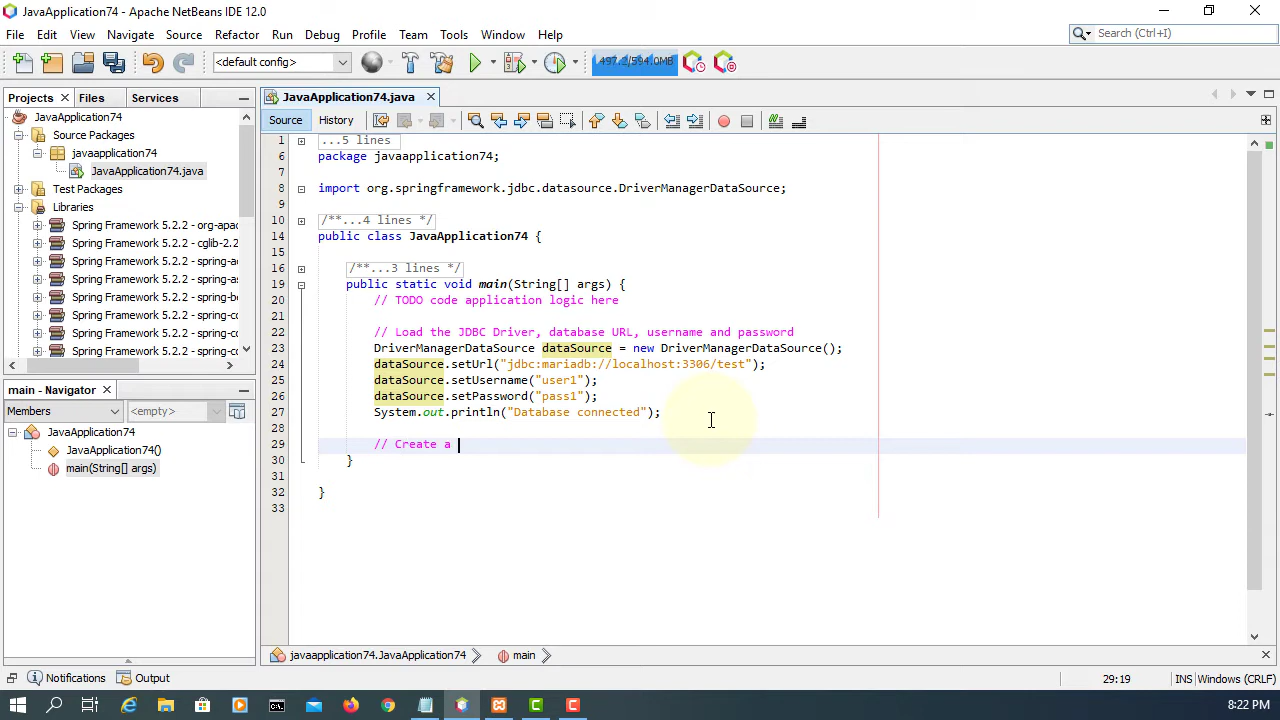 JavaApplication74 - Apache NetBeans IDE 12.0
File Edit View Navigate Source Refactor Run Debug Profile Team Tools Window Help
Search (Ctrl+I)
<default config>
497.2/594.0MB
Projects Files Services
JavaApplication74.java
Source History
JavaApplication74
Source Packages
javaapplication74
JavaApplication74.java
Test Packages
Libraries
Spring Framework 5.2.2 - org-apac
Spring Framework 5.2.2 - cglib-2.2
Spring Framework 5.2.2 - spring-a
Spring Framework 5.2.2 - spring-as
Spring Framework 5.2.2 - spring-be
Spring Framework 5.2.2 - spring-co
Spring Framework 5.2.2 - spring-co
Spring Framework 5.2.2 - spring-co
main - Navigator
Members <empty>
JavaApplication74
JavaApplication74()
main(String[] args)
1 ...5 lines
6 package javaapplication74;
7
8 import org.springframework.jdbc.datasource.DriverManagerDataSource;
9
10 /**...4 lines */
14 public class JavaApplication74 {
15
16 /**...3 lines */
19 public static void main(String[] args) {
20 // TODO code application logic here
21
22 // Load the JDBC Driver, database URL, username and password
23 DriverManagerDataSource dataSource = new DriverManagerDataSource();
24 dataSource.setUrl("jdbc:mariadb://localhost:3306/test");
25 dataSource.setUsername("user1");
26 dataSource.setPassword("pass1");
27 System.out.println("Database connected");
28
29 // Create a
30 }
31
32 }
33
javaapplication74.JavaApplication74 main
Notifications Output
29:19 INS Windows (CRLF)
8:22 PM